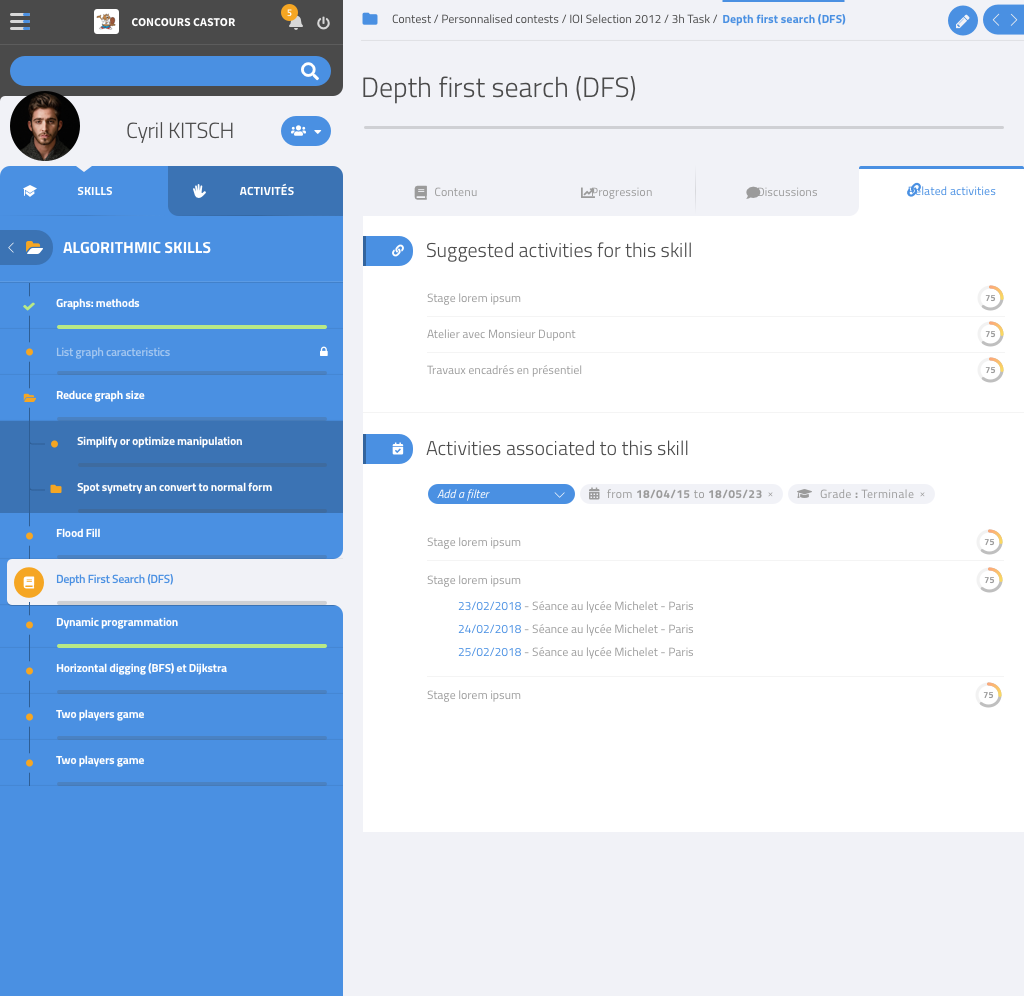 CONCOURS CASTOR
5
Cyril KITSCH
SKILLS
ACTIVITÉS
ALGORITHMIC SKILLS
Graphs: methods
List graph caracteristics
Reduce graph size
Simplify or optimize manipulation
Spot symetry an convert to normal form
Flood Fill
Depth First Search (DFS)
Dynamic programmation
Horizontal digging (BFS) et Dijkstra
Two players game
Two players game
Contest / Personnalised contests / IOI Selection 2012 / 3h Task / Depth first search (DFS)
Depth first search (DFS)
Contenu
Progression
Discussions
Related activities
Suggested activities for this skill
Stage lorem ipsum 75
Atelier avec Monsieur Dupont 75
Travaux encadrés en présentiel 75
Activities associated to this skill
Add a filter
from 18/04/15 to 18/05/23 ×
Grade : Terminale ×
Stage lorem ipsum 75
Stage lorem ipsum 75
23/02/2018 - Séance au lycée Michelet - Paris
24/02/2018 - Séance au lycée Michelet - Paris
25/02/2018 - Séance au lycée Michelet - Paris
Stage lorem ipsum 75